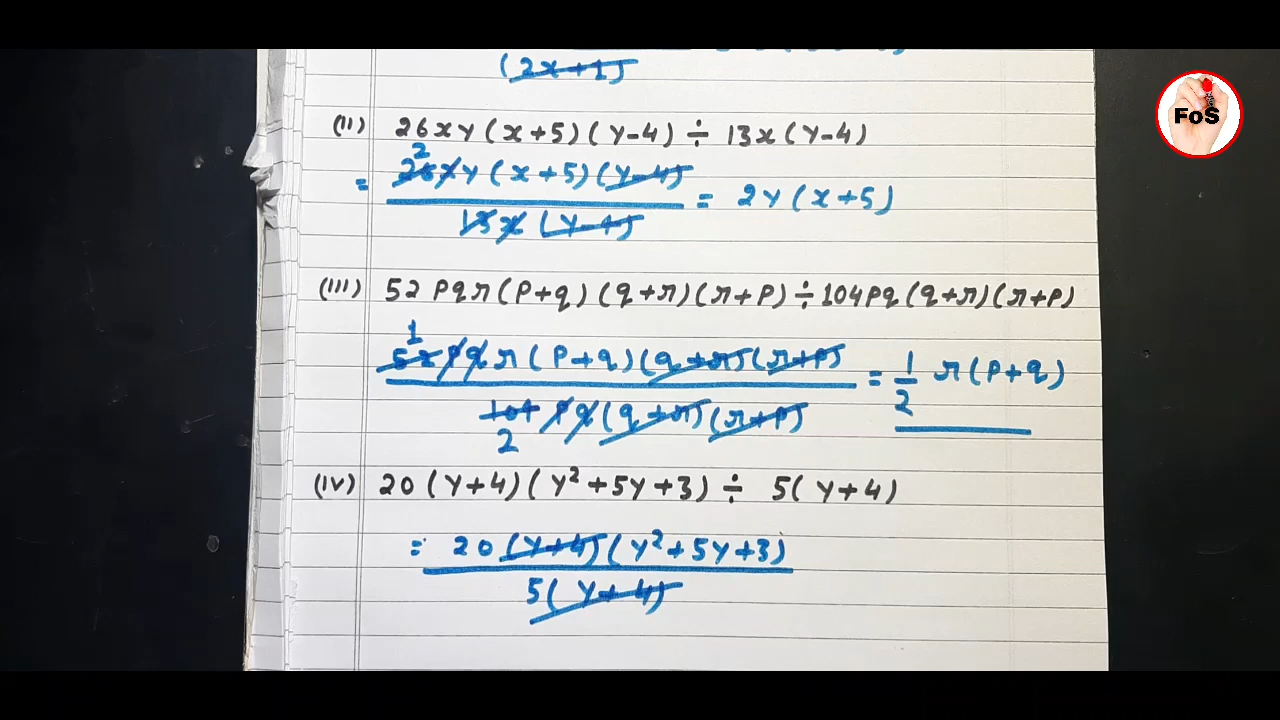 (2x+1)
FoS
(II) 26xy(x+5)(y-4) ÷ 13x(y-4)
2
= 26xy(x+5)(y-4) = 2y(x+5)
13x(y-4)
(III) 52pqr(p+q)(q+r)(r+p) ÷ 104pq(q+r)(r+p)
1
52pqr(p+q)(q+r)(r+p) = 1/2 r(p+q)
104pq(q+r)(r+p)
2
(IV) 20(y+4)(y²+5y+3) ÷ 5(y+4)
= 20(y+4)(y²+5y+3)
5(y+4)